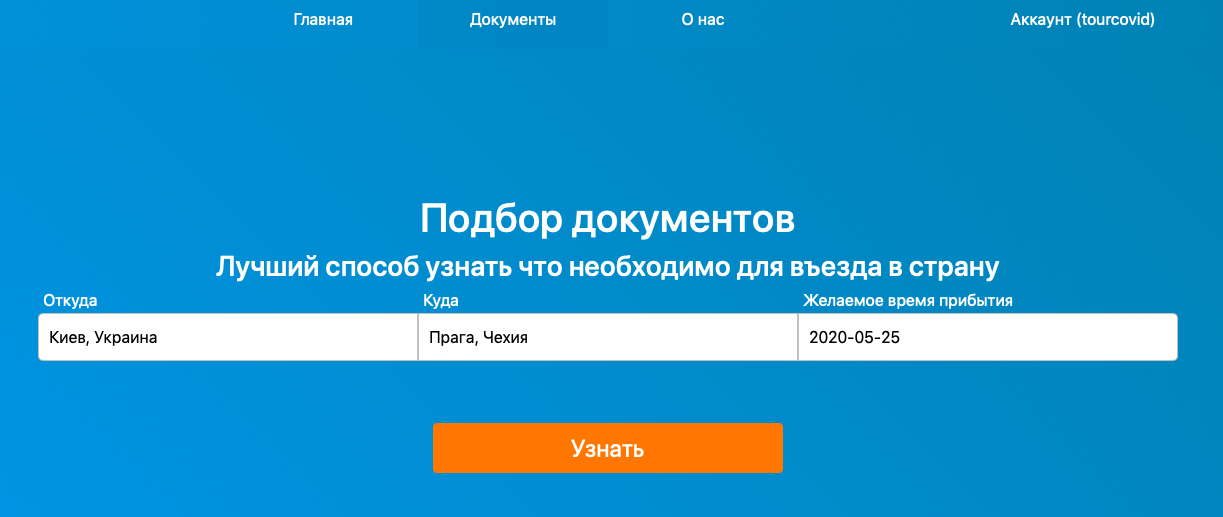 Главная Документы О нас Аккаунт (tourcovid)
Подбор документов
Лучший способ узнать что необходимо для въезда в страну
Откуда Куда Желаемое время прибытия
Киев, Украина Прага, Чехия 2020-05-25
Узнать